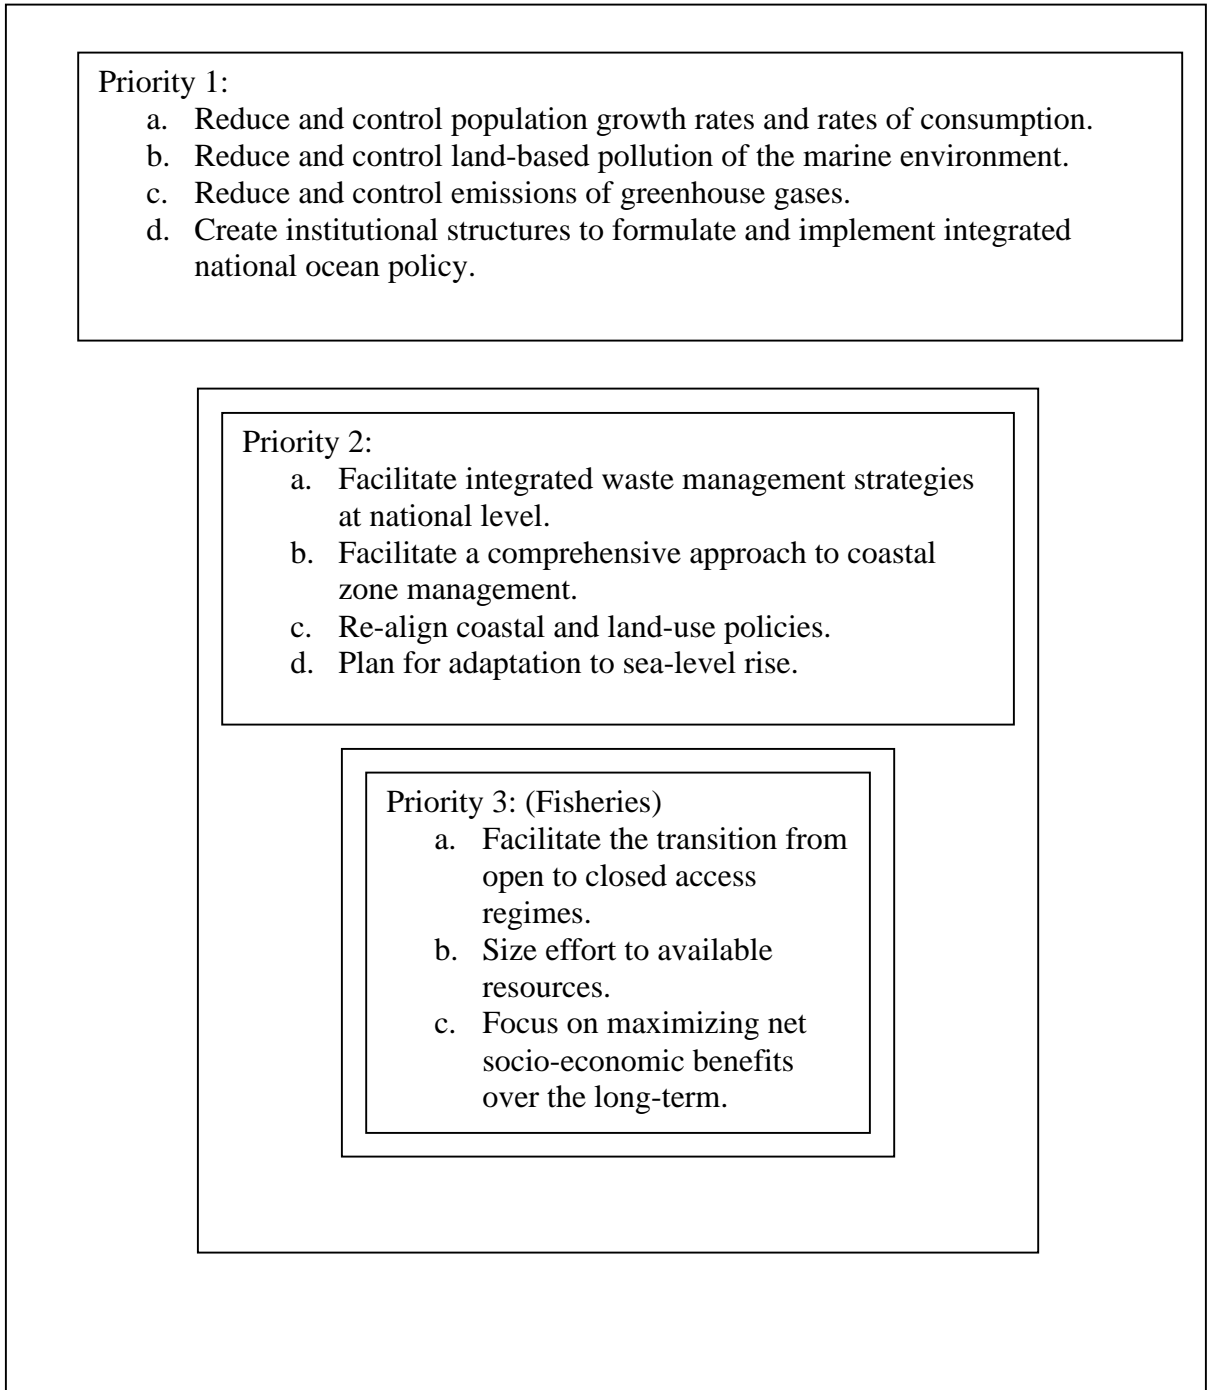 Priority 1:
a. Reduce and control population growth rates and rates of consumption.
b. Reduce and control land-based pollution of the marine environment.
c. Reduce and control emissions of greenhouse gases.
d. Create institutional structures to formulate and implement integrated
national ocean policy.
Priority 2:
a. Facilitate integrated waste management strategies
at national level.
b. Facilitate a comprehensive approach to coastal
zone management.
c. Re-align coastal and land-use policies.
d. Plan for adaptation to sea-level rise.
Priority 3: (Fisheries)
a. Facilitate the transition from
open to closed access
regimes.
b. Size effort to available
resources.
c. Focus on maximizing net
socio-economic benefits
over the long-term.